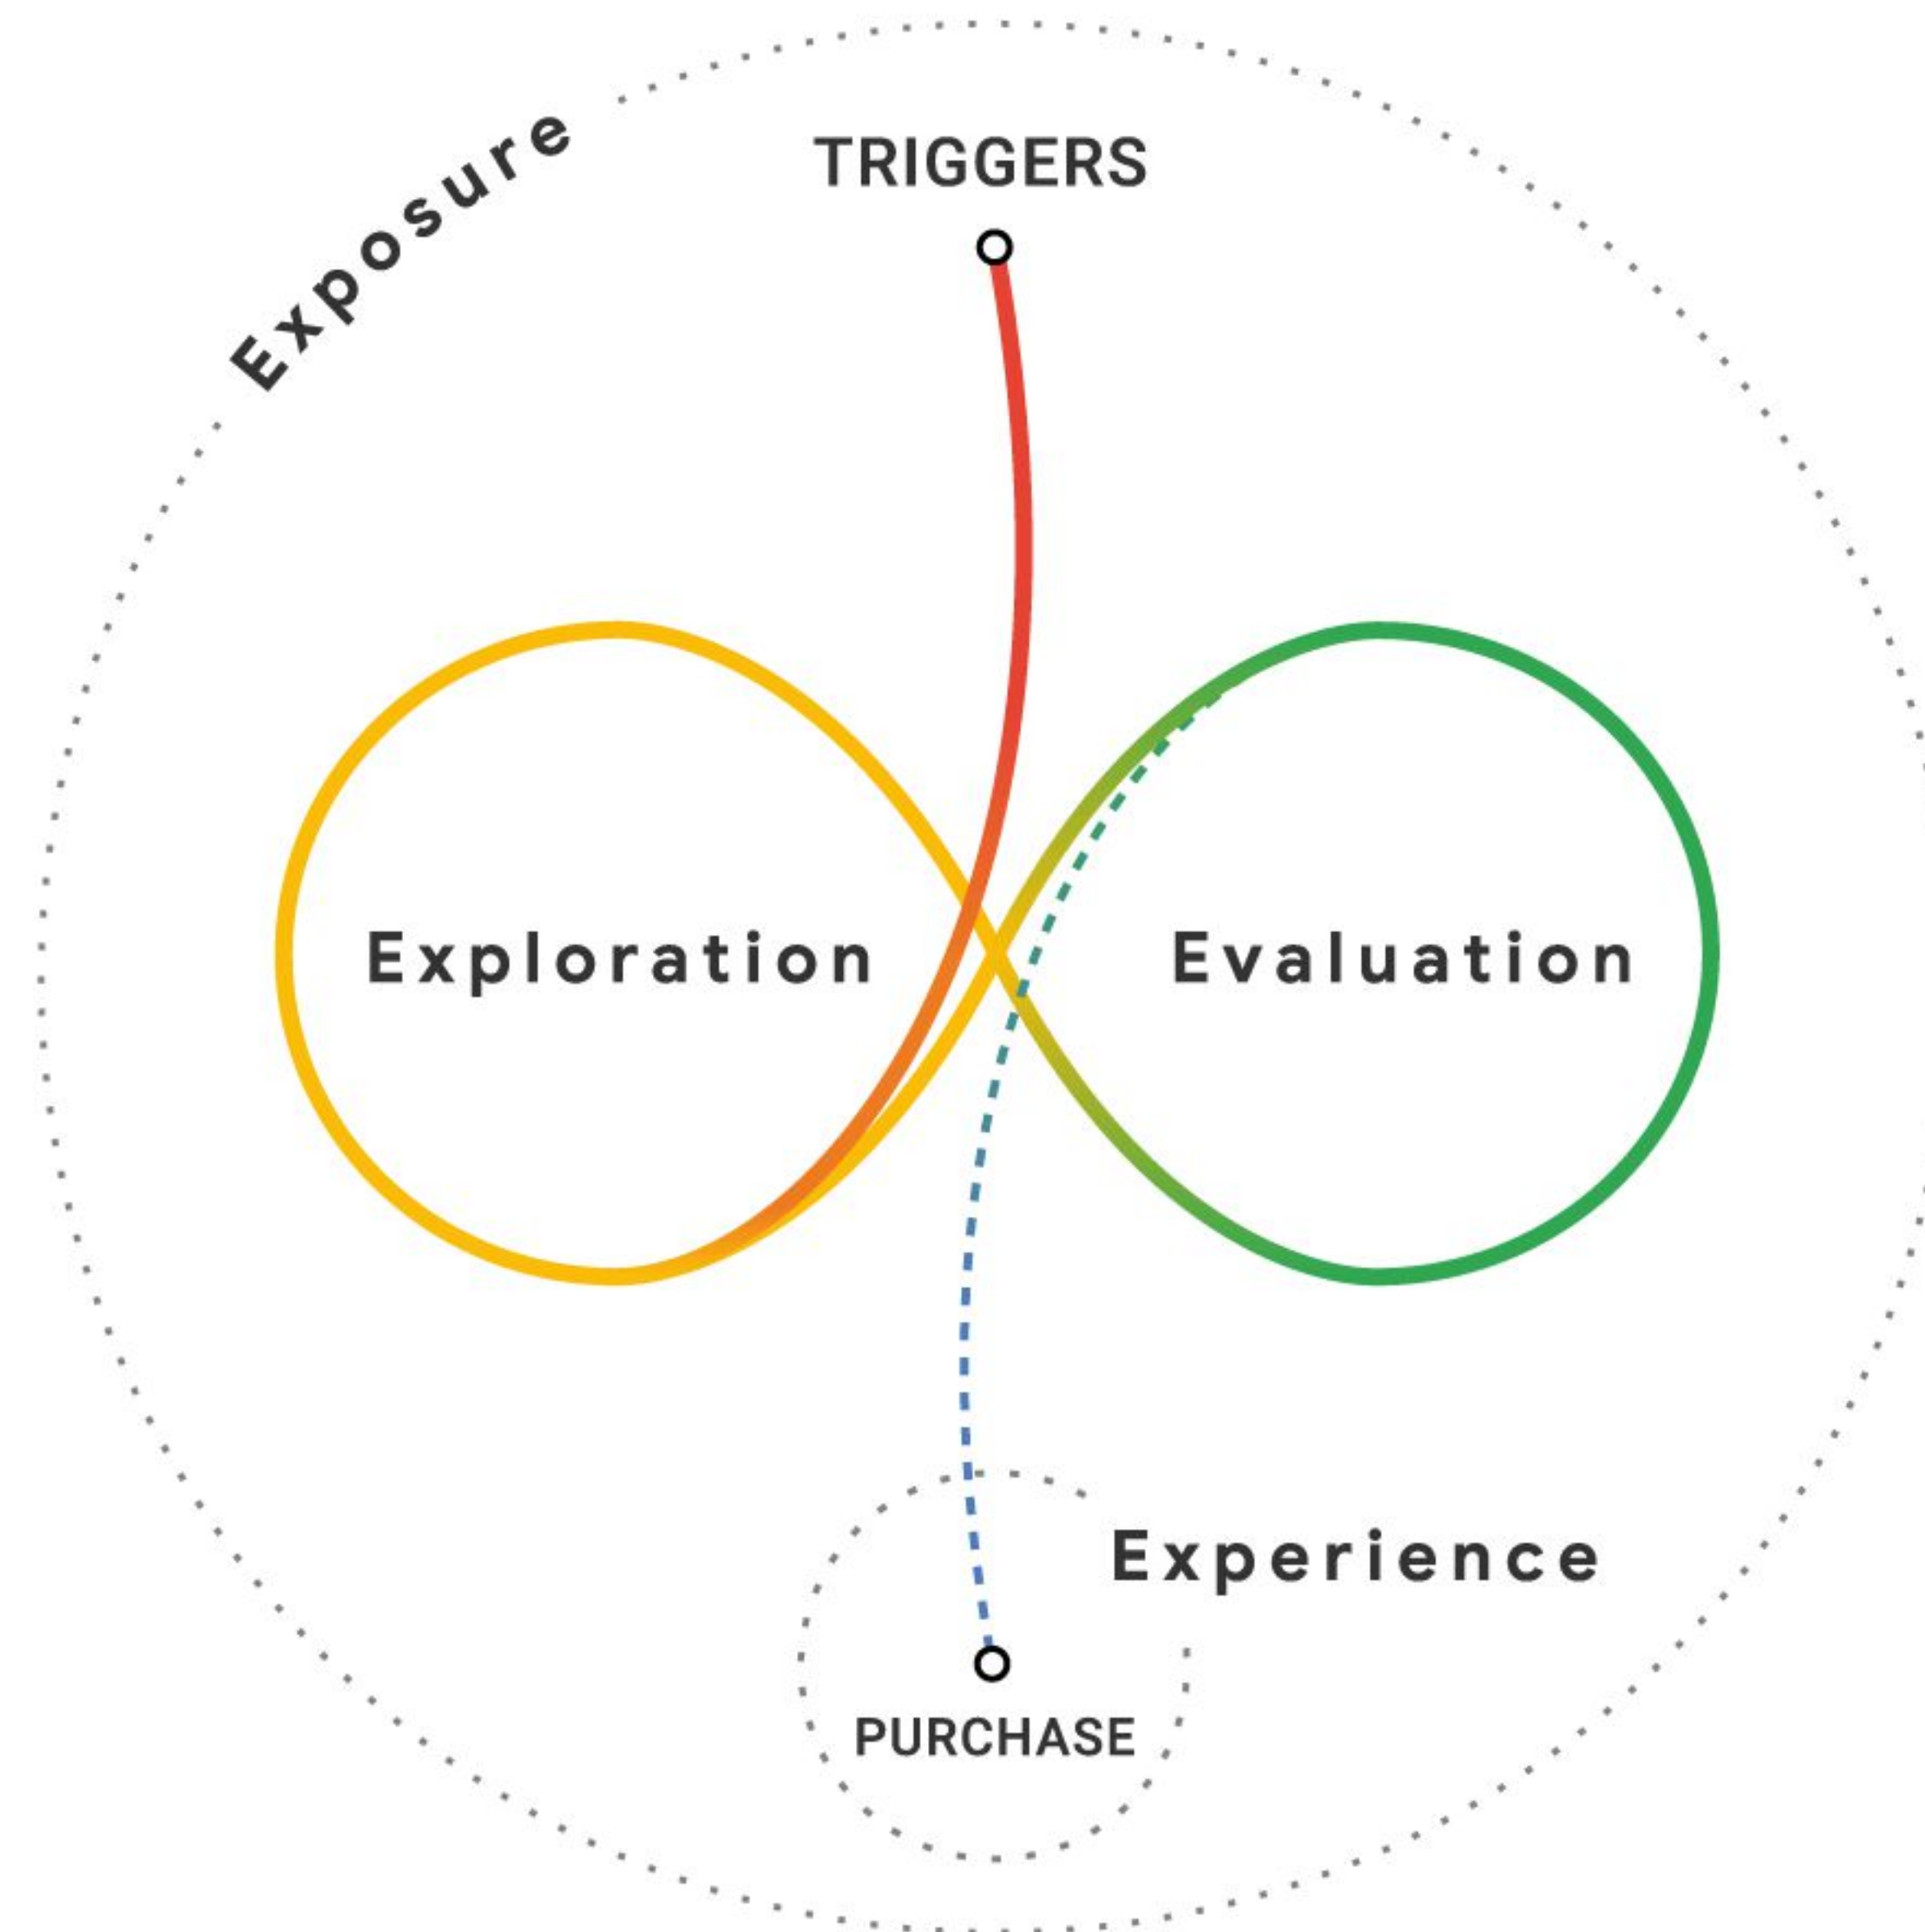 Exposure
TRIGGERS
Exploration
Evaluation
Experience
PURCHASE